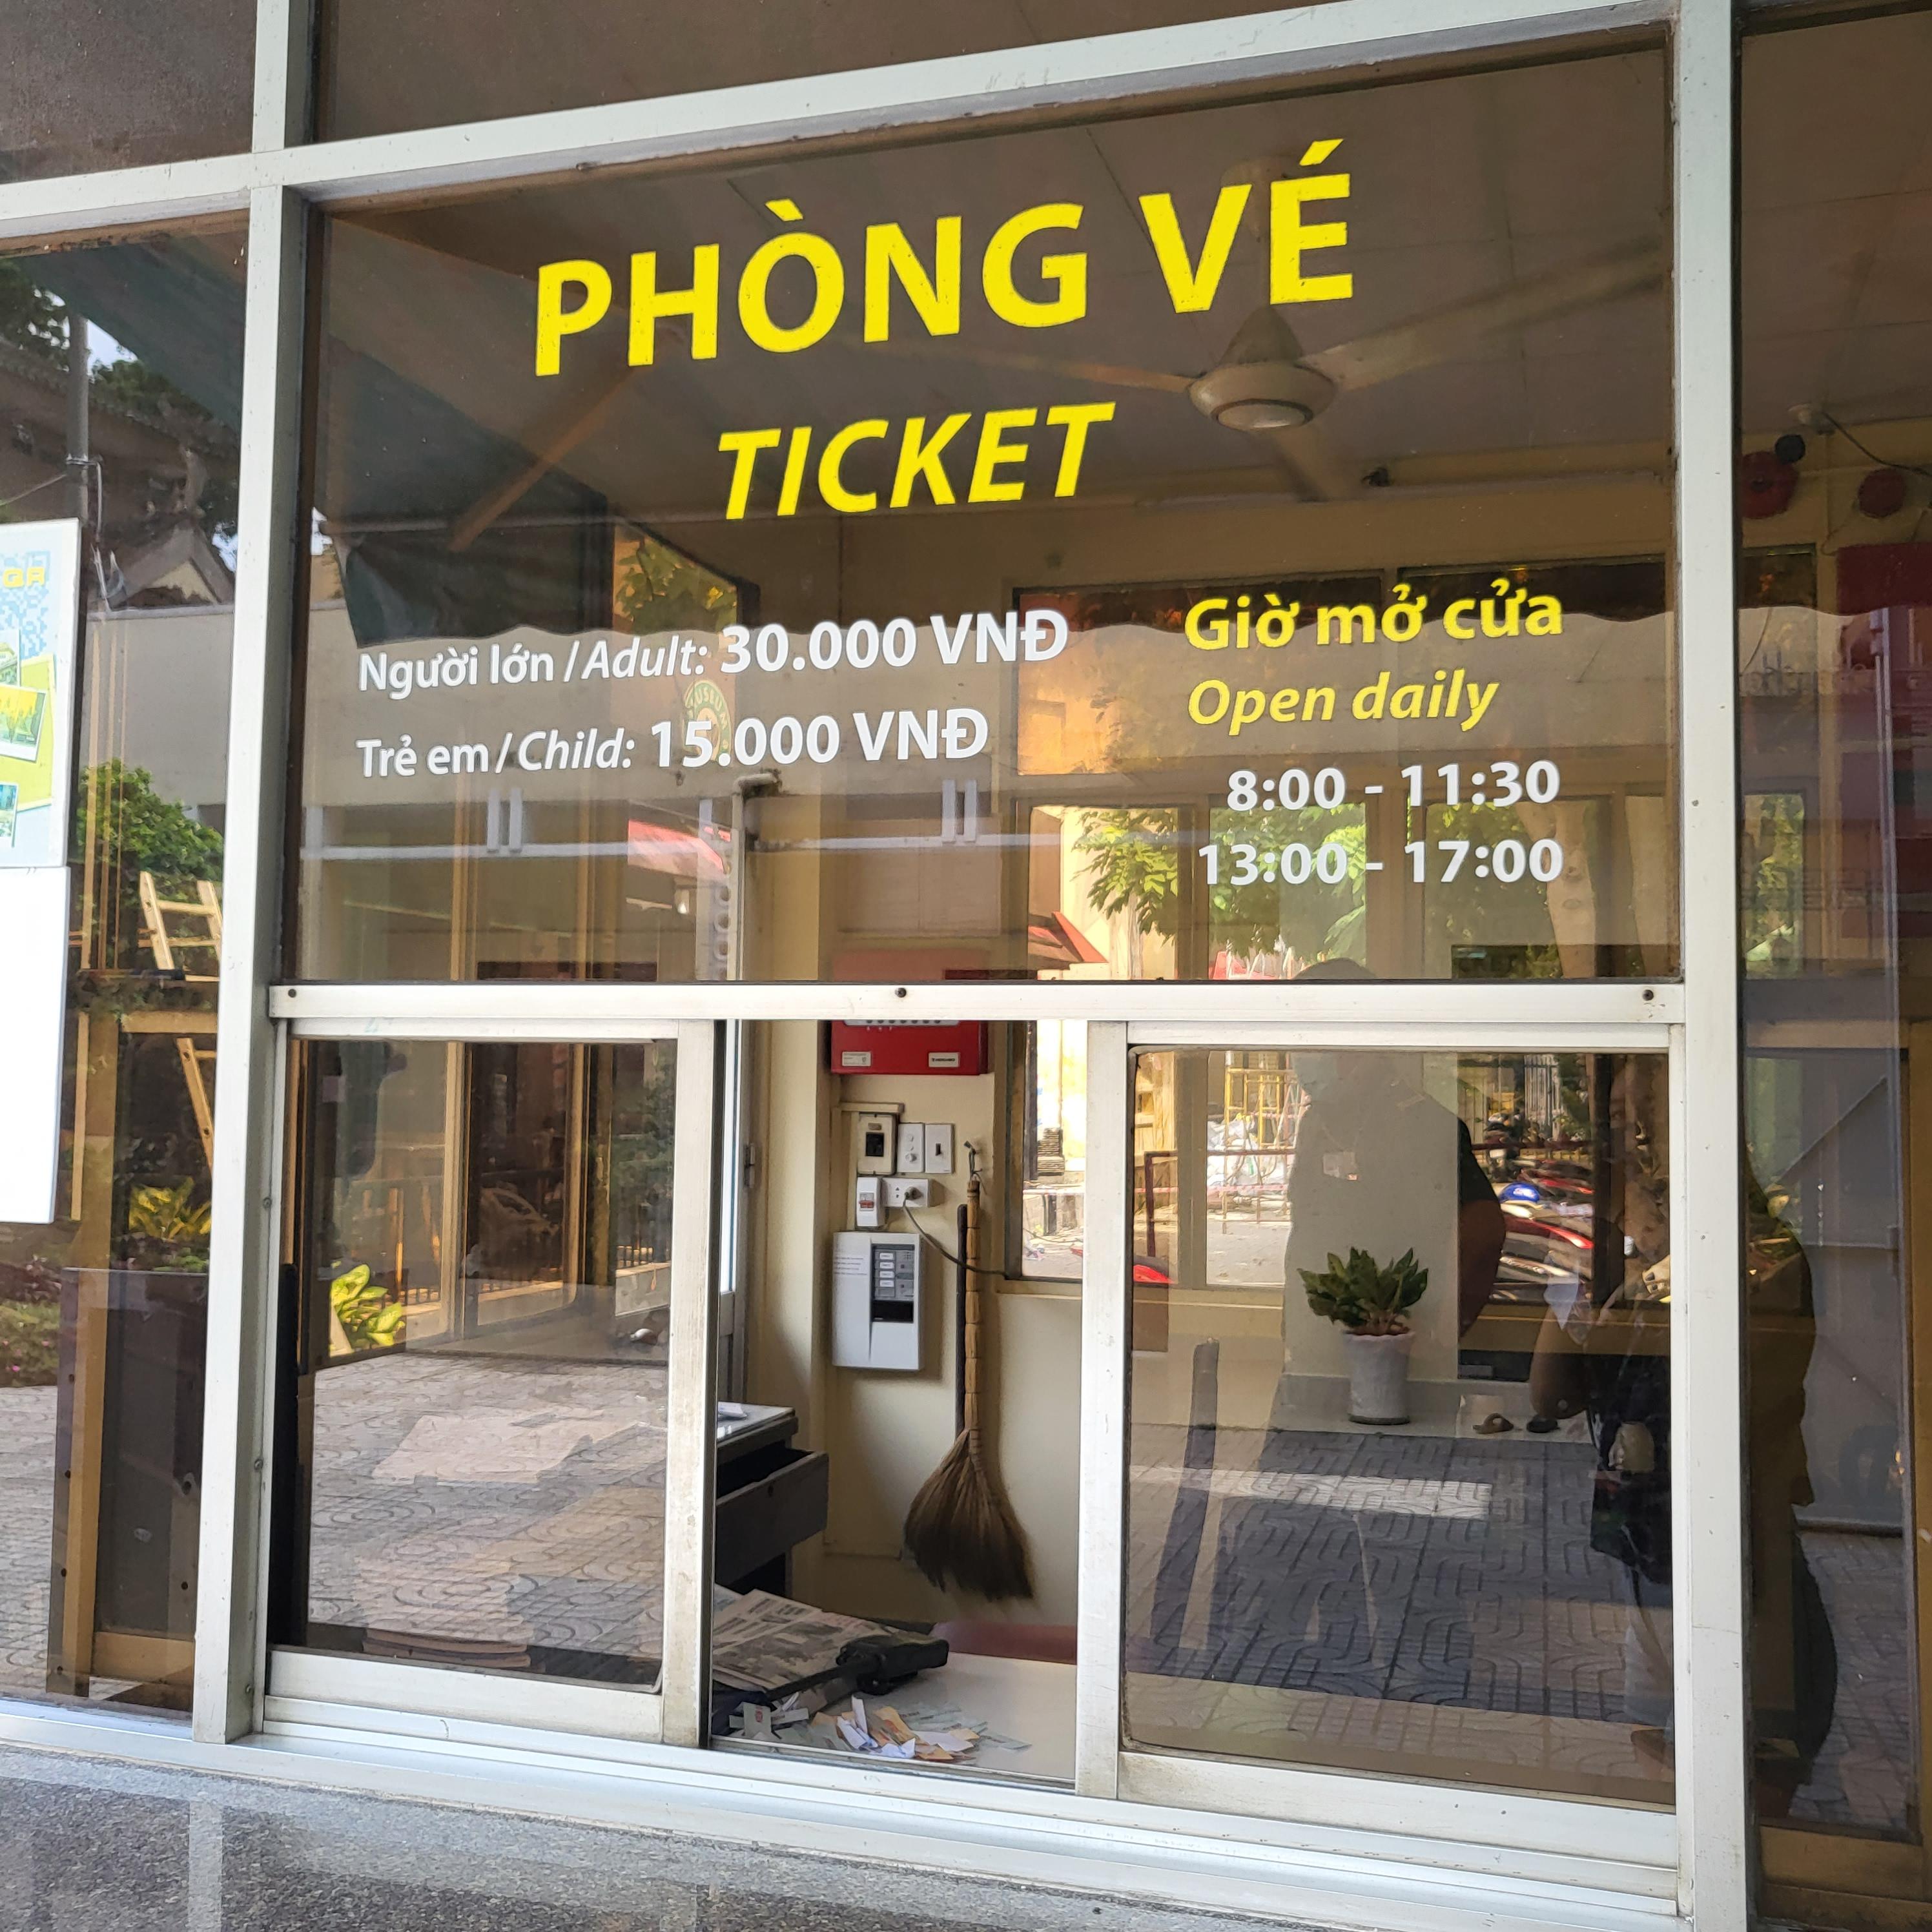 PHÒNG VÉ
TICKET
Người lớn / Adult: 30.000 VNĐ
Trẻ em / Child: 15.000 VNĐ
Giờ mở cửa
Open daily
8:00 - 11:30
13:00 - 17:00